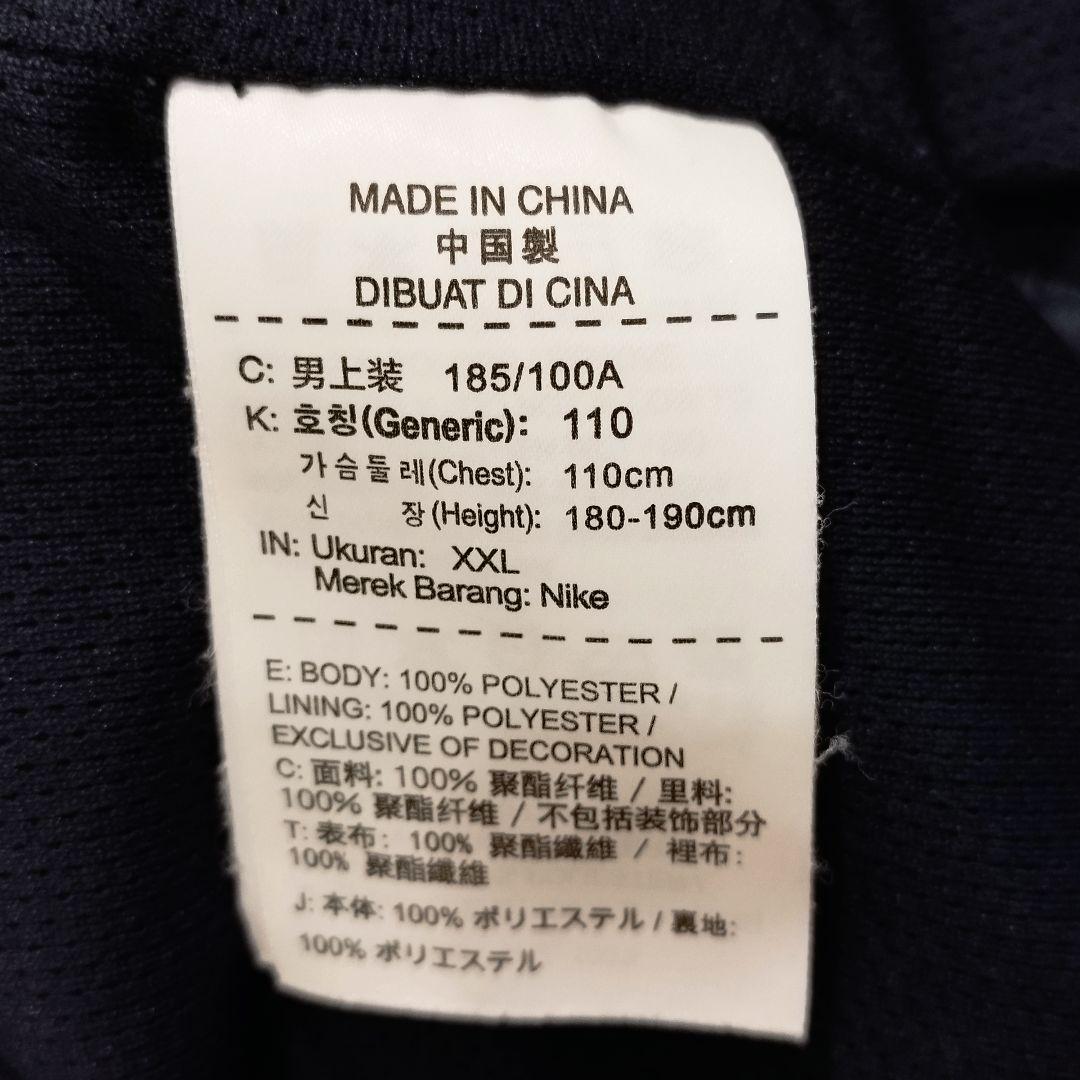 MADE IN CHINA
中国製
DIBUAT DI CINA
C: 男上装 185/100A
K: 호칭(Generic): 110
가슴둘레(Chest): 110cm
신 장(Height): 180-190cm
IN: Ukuran: XXL
Merek Barang: Nike
E: BODY: 100% POLYESTER /
LINING: 100% POLYESTER /
EXCLUSIVE OF DECORATION
C: 面料: 100% 聚酯纤维 / 里料:
100% 聚酯纤维 / 不包括装饰部分
T: 表布: 100% 聚酯纖維 / 裡布:
100% 聚酯纖維
J: 本体: 100% ポリエステル / 裏地:
100% ポリエステル